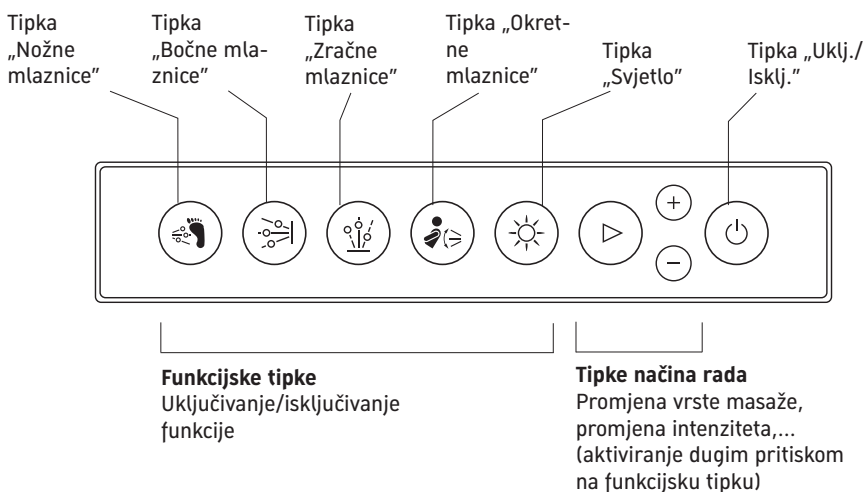 Tipka
„Nožne
mlaznice”
Tipka
„Bočne mla-
znice”
Tipka
„Zračne
mlaznice”
Tipka „Okret-
ne
mlaznice”
Tipka
„Svjetlo”
Tipka „Uklj./
Isklj.”
Funkcijske tipke
Uključivanje/isključivanje
funkcije
Tipke načina rada
Promjena vrste masaže,
promjena intenziteta,...
(aktiviranje dugim pritiskom
na funkcijsku tipku)